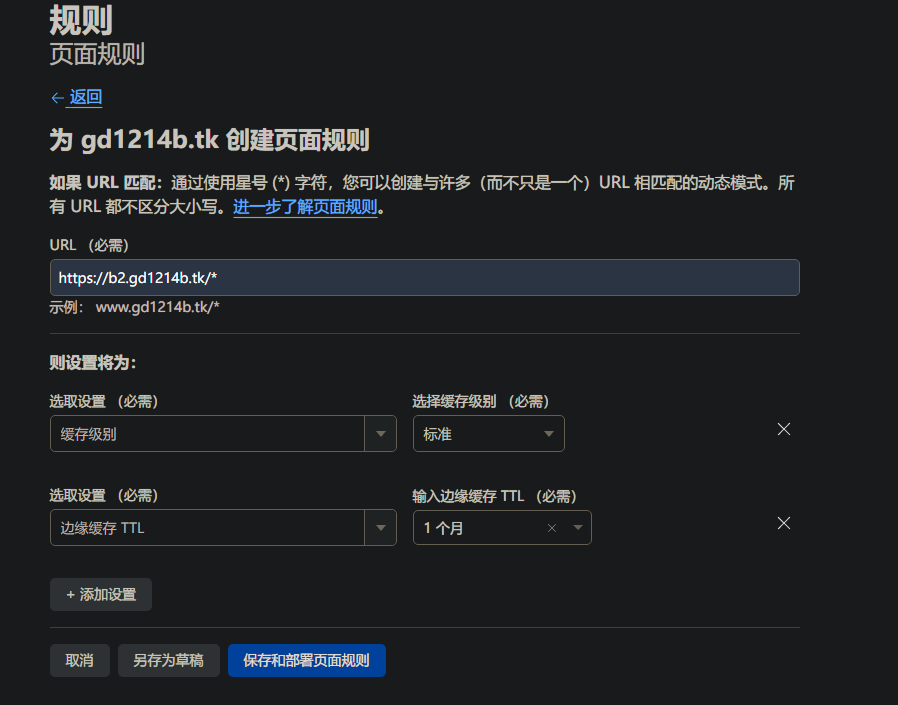 规则
页面规则
← 返回
为 gd1214b.tk 创建页面规则
如果 URL 匹配：通过使用星号 (*) 字符，您可以创建与许多（而不只是一个）URL 相匹配的动态模式。所
有 URL 都不区分大小写。进一步了解页面规则。
URL （必需）
https://b2.gd1214b.tk/*
示例： www.gd1214b.tk/*
则设置将为：
选取设置 （必需） 选择缓存级别 （必需）
缓存级别 标准
选取设置 （必需） 输入边缘缓存 TTL （必需）
边缘缓存 TTL 1 个月
+ 添加设置
取消 另存为草稿 保存和部署页面规则